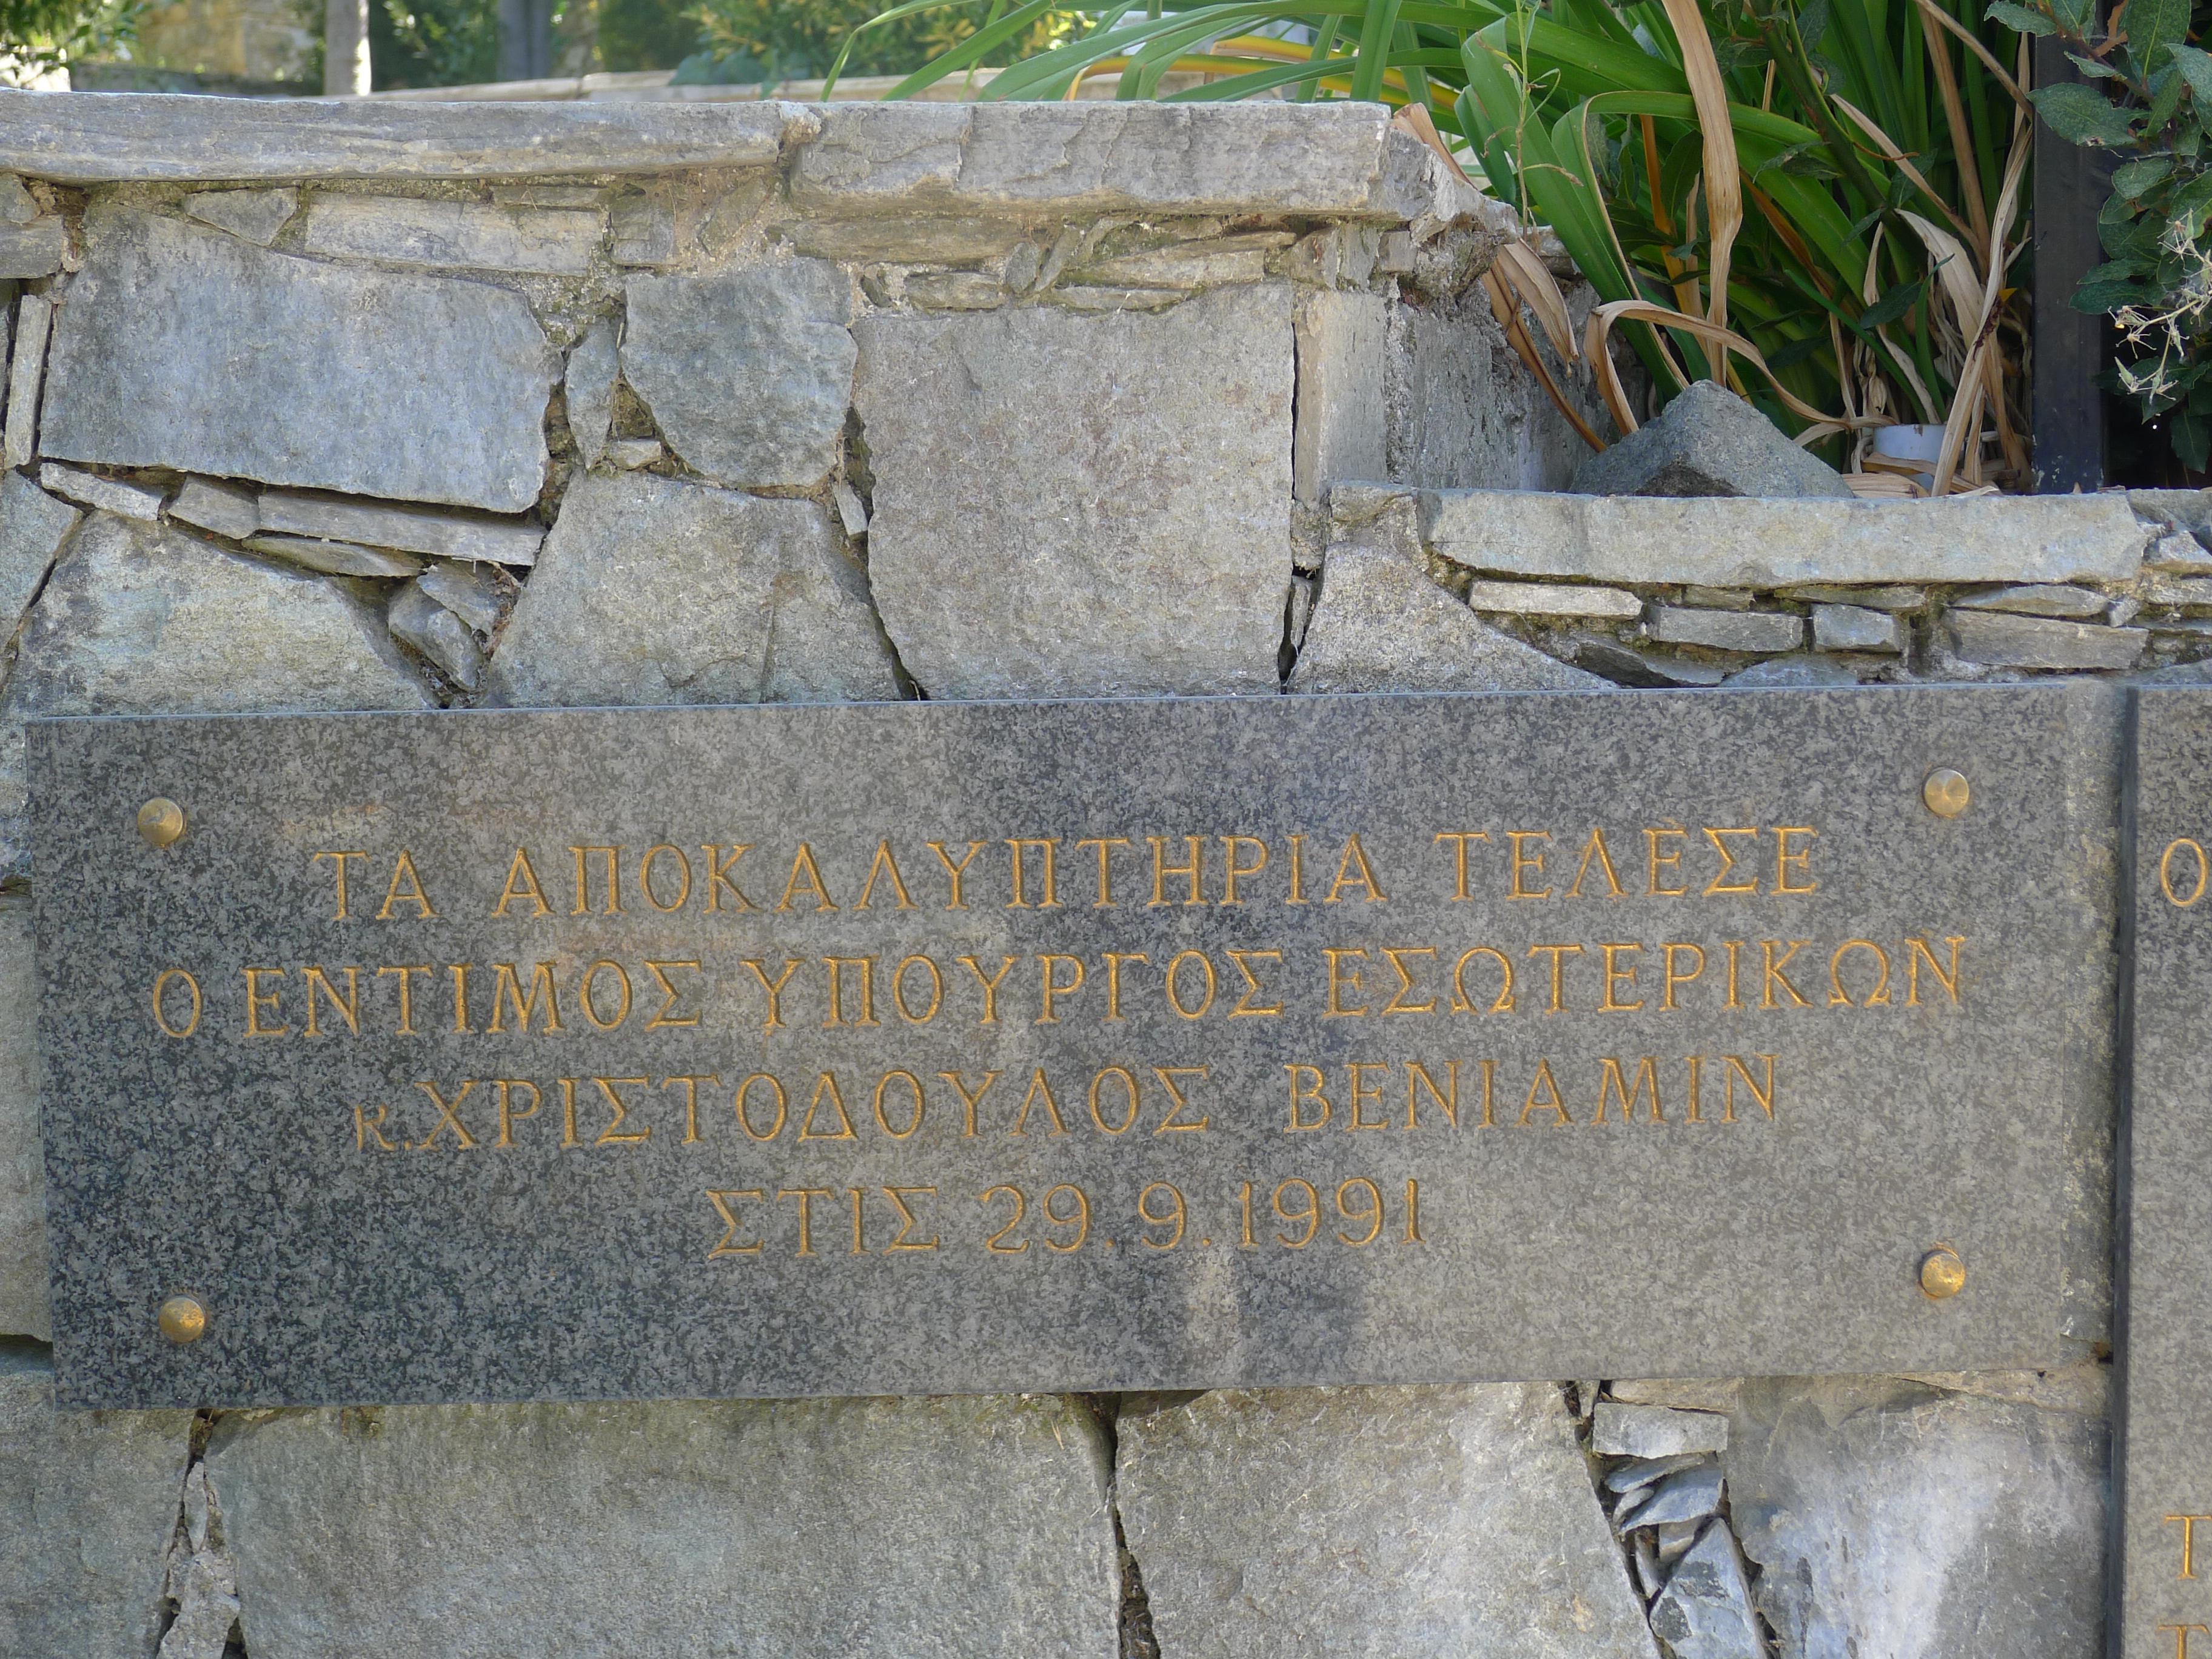 ΤΑ ΑΠΟΚΑΛΥΠΤΗΡΙΑ ΤΕΛΕΣΕ
Ο ΕΝΤΙΜΟΣ ΥΠΟΥΡΓΟΣ ΕΣΩΤΕΡΙΚΩΝ
κ.ΧΡΙΣΤΟΔΟΥΛΟΣ ΒΕΝΙΑΜΙΝ
ΣΤΙΣ 29.9.1991